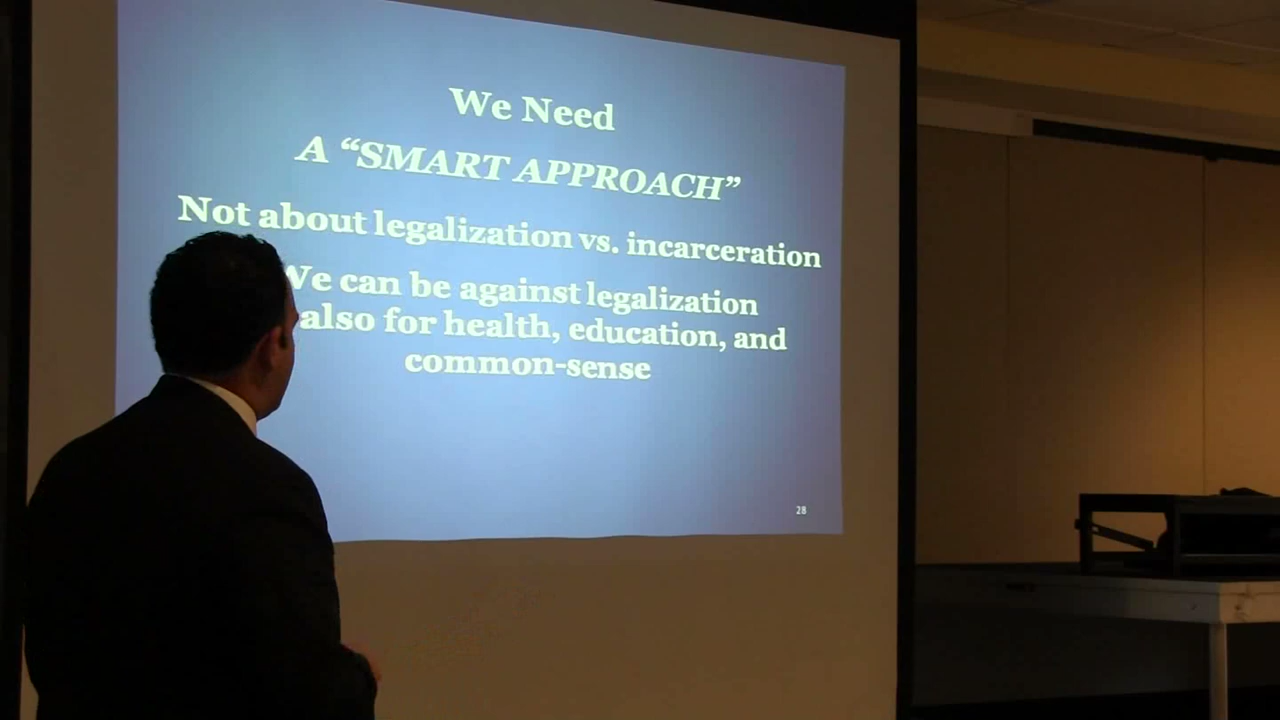 We Need
A “SMART APPROACH”
Not about legalization vs. incarceration
We can be against legalization
also for health, education, and
common-sense
28